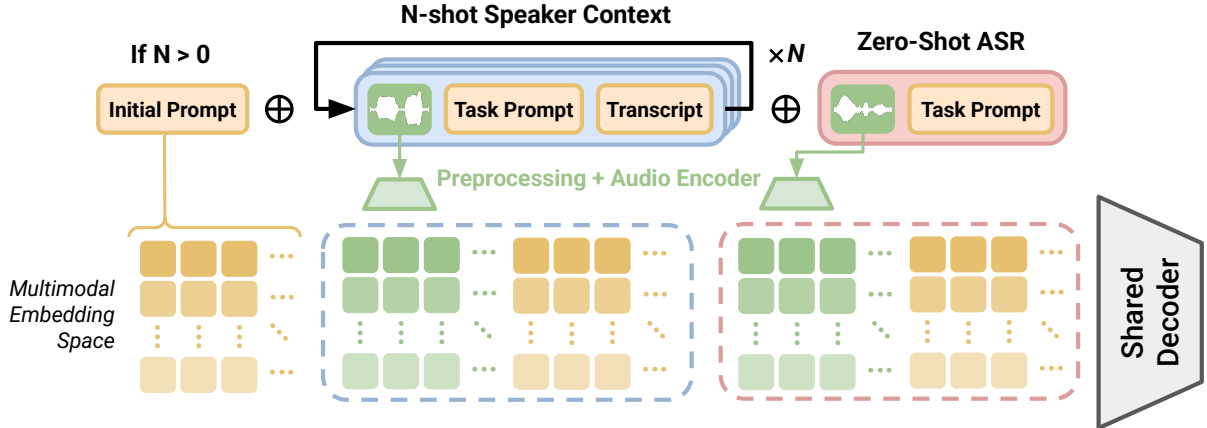 N-shot Speaker Context
If N > 0
×N
Zero-Shot ASR
Initial Prompt
Task Prompt
Transcript
Task Prompt
Preprocessing + Audio Encoder
Multimodal
Embedding
Space
Shared
Decoder